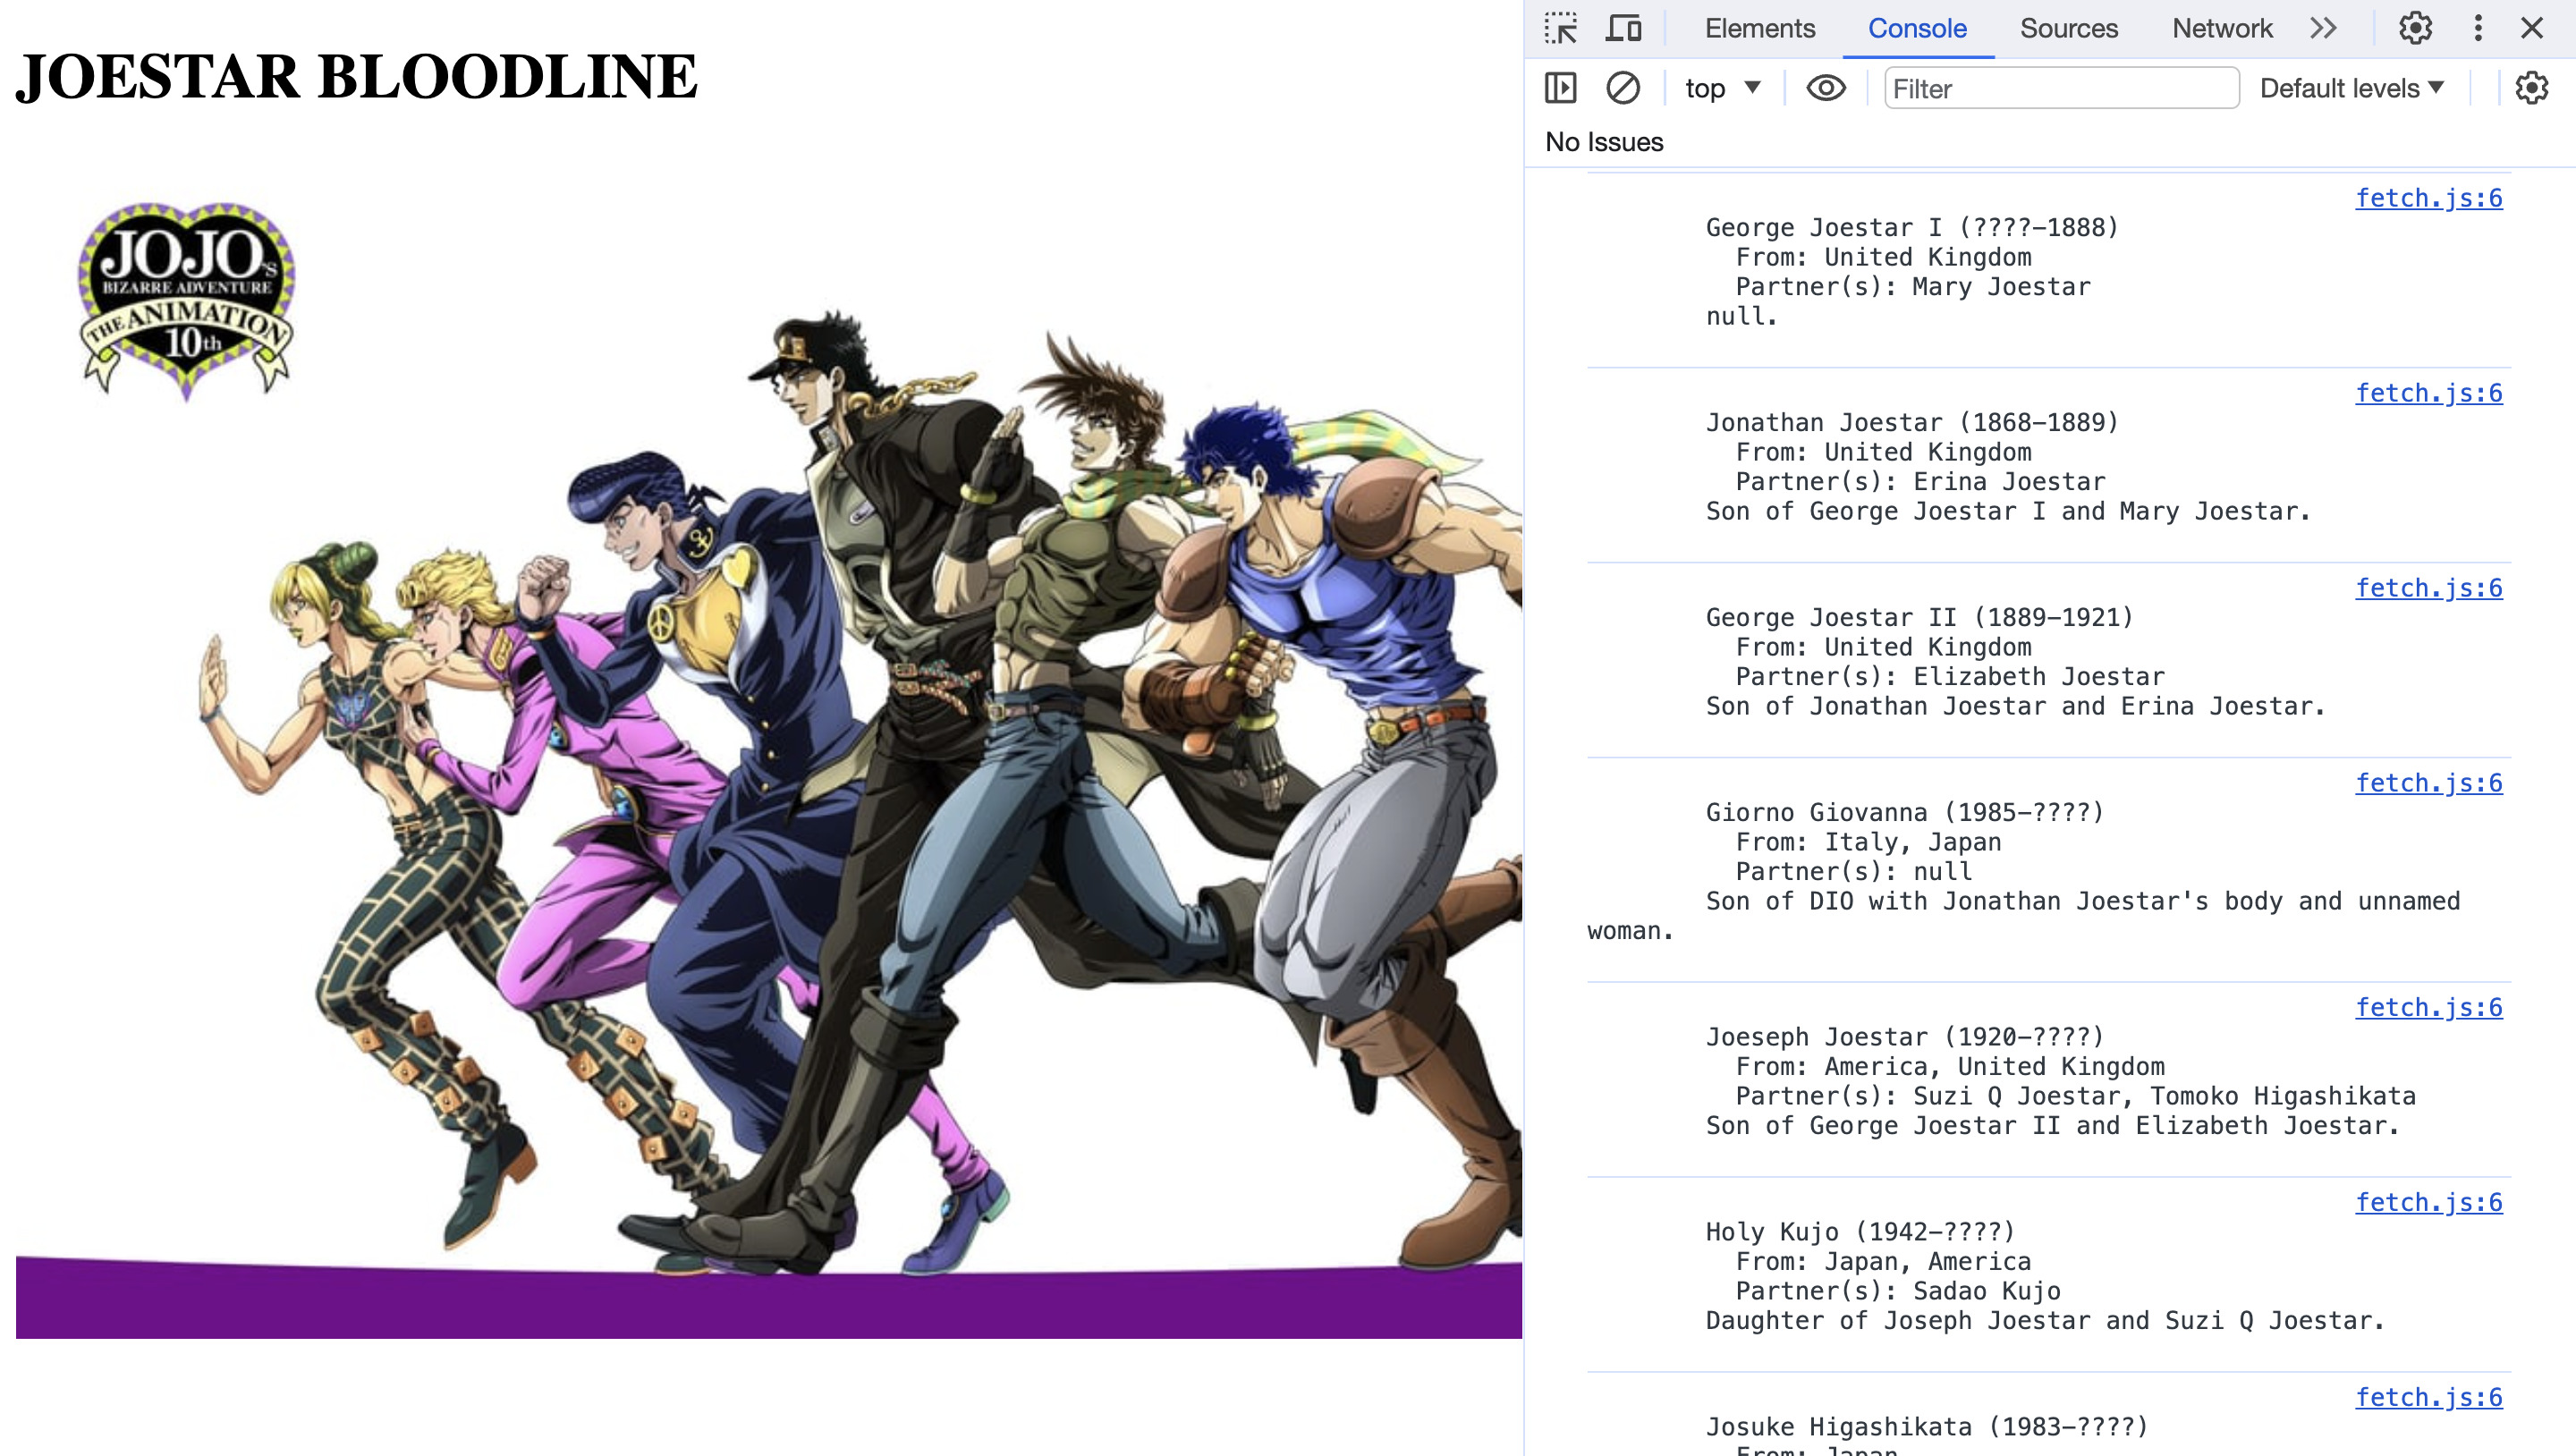 JOESTAR BLOODLINE
JOJO's
BIZARRE ADVENTURE
THE ANIMATION
10th
Elements Console Sources Network
top Filter Default levels
No Issues
fetch.js:6
George Joestar I (????–1888)
From: United Kingdom
Partner(s): Mary Joestar
null.
fetch.js:6
Jonathan Joestar (1868–1889)
From: United Kingdom
Partner(s): Erina Joestar
Son of George Joestar I and Mary Joestar.
fetch.js:6
George Joestar II (1889–1921)
From: United Kingdom
Partner(s): Elizabeth Joestar
Son of Jonathan Joestar and Erina Joestar.
fetch.js:6
Giorno Giovanna (1985–????)
From: Italy, Japan
Partner(s): null
Son of DIO with Jonathan Joestar's body and unnamed
woman.
fetch.js:6
Joeseph Joestar (1920–????)
From: America, United Kingdom
Partner(s): Suzi Q Joestar, Tomoko Higashikata
Son of George Joestar II and Elizabeth Joestar.
fetch.js:6
Holy Kujo (1942–????)
From: Japan, America
Partner(s): Sadao Kujo
Daughter of Joseph Joestar and Suzi Q Joestar.
fetch.js:6
Josuke Higashikata (1983–????)
From: Japan